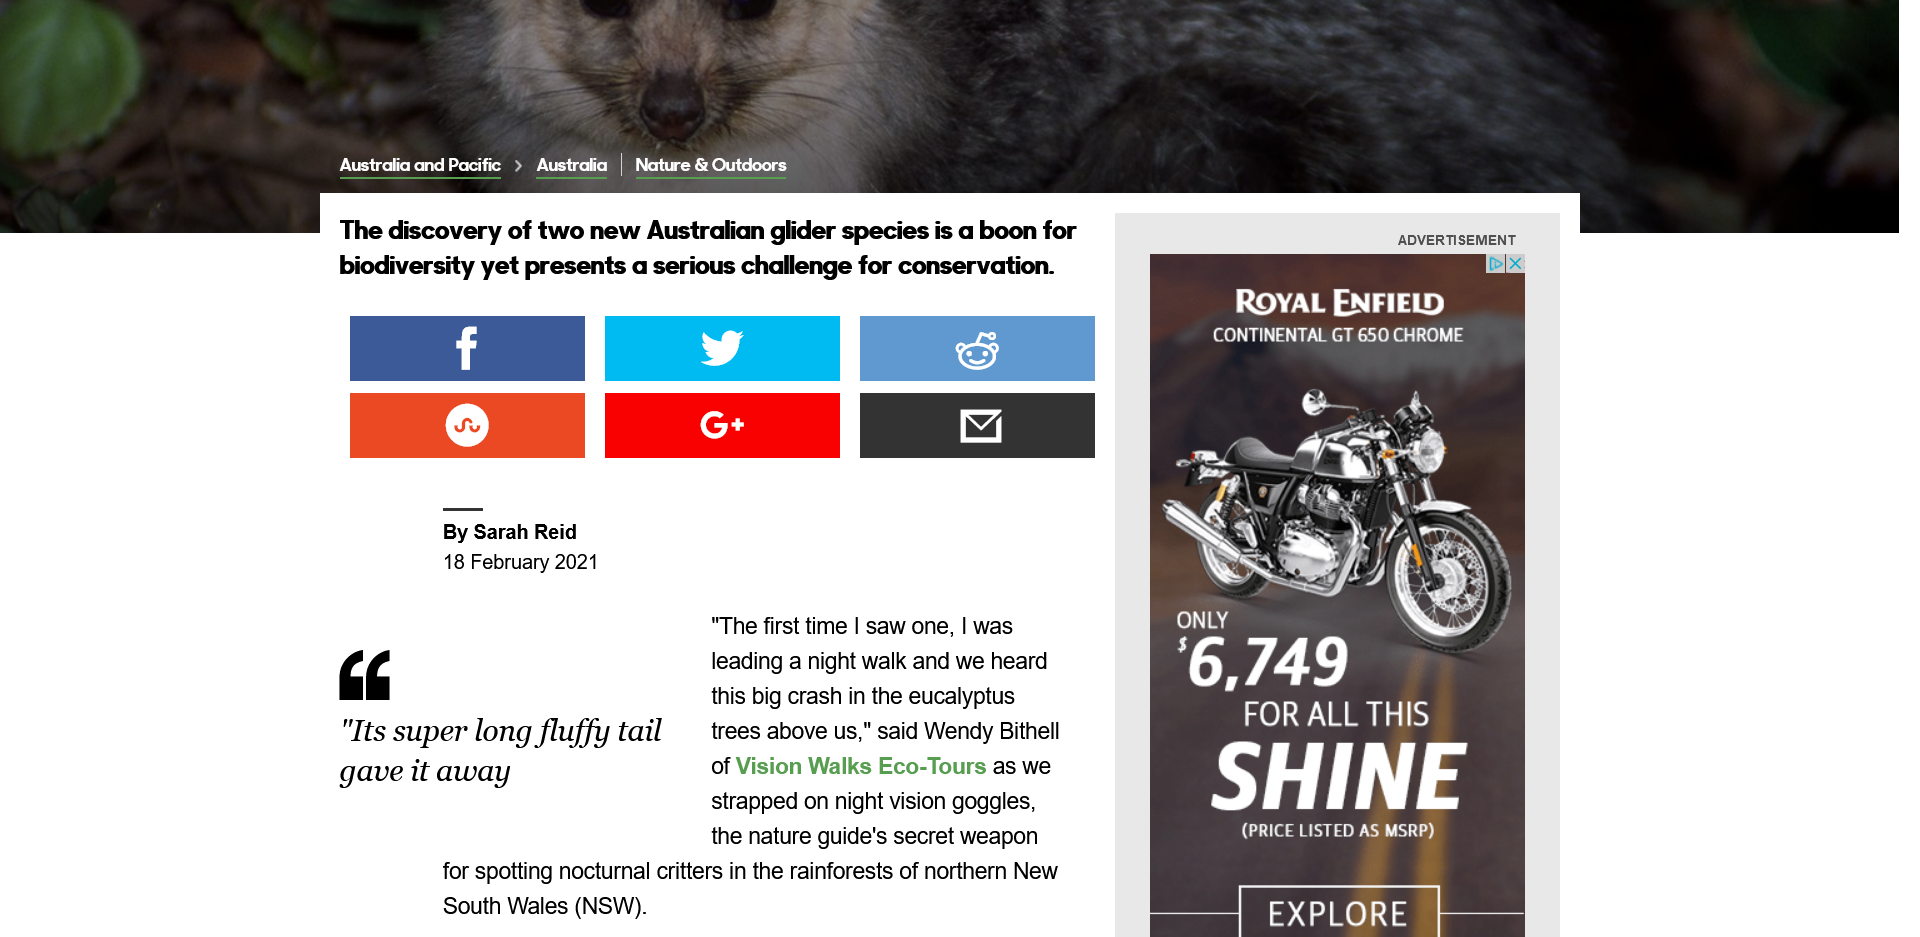 Australia and Pacific > Australia | Nature & Outdoors
The discovery of two new Australian glider species is a boon for
biodiversity yet presents a serious challenge for conservation.
G+
By Sarah Reid
18 February 2021
"Its super long fluffy tail
gave it away
"The first time I saw one, I was
leading a night walk and we heard
this big crash in the eucalyptus
trees above us," said Wendy Bithell
of Vision Walks Eco-Tours as we
strapped on night vision goggles,
the nature guide's secret weapon
for spotting nocturnal critters in the rainforests of northern New
South Wales (NSW).
ADVERTISEMENT
ROYAL ENFIELD
CONTINENTAL GT 650 CHROME
ONLY
$6,749
FOR ALL THIS
SHINE
(PRICE LISTED AS MSRP)
EXPLORE